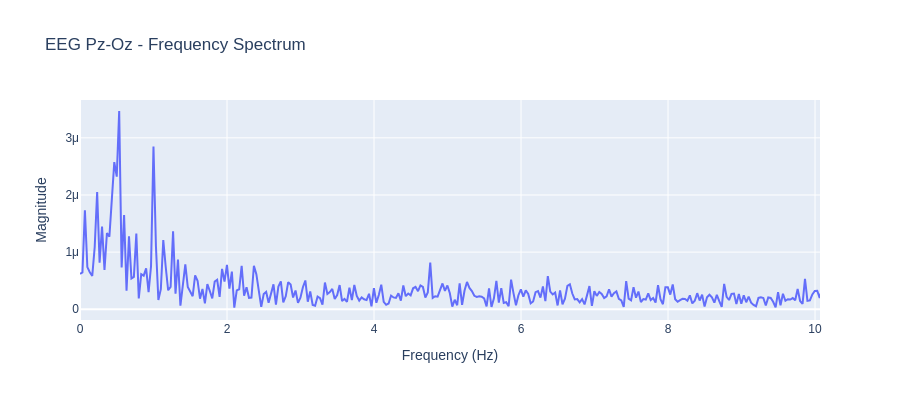 EEG Pz-Oz - Frequency Spectrum
3μ
2μ
1μ
0
Magnitude
0 2 4 6 8 10
Frequency (Hz)